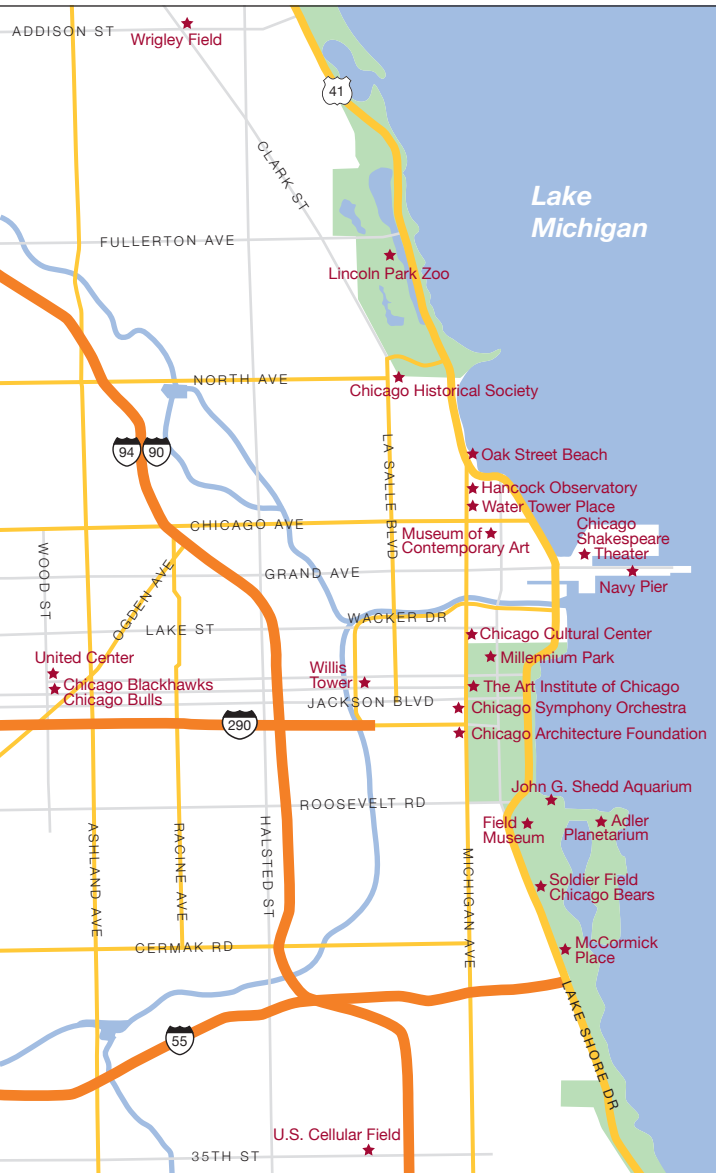 ADDISON ST
Wrigley Field
41
CLARK ST
Lake
Michigan
FULLERTON AVE
Lincoln Park Zoo
NORTH AVE
Chicago Historical Society
94
90
LA SALLE BLVD
Oak Street Beach
Hancock Observatory
Water Tower Place
CHICAGO AVE
Museum of
Contemporary Art
Chicago
Shakespeare
Theater
WOOD ST
OGDEN AVE
GRAND AVE
Navy Pier
WACKER DR
LAKE ST
Chicago Cultural Center
United Center
Millennium Park
Willis
Tower
Chicago Blackhawks
Chicago Bulls
The Art Institute of Chicago
JACKSON BLVD
Chicago Symphony Orchestra
290
Chicago Architecture Foundation
John G. Shedd Aquarium
ROOSEVELT RD
Field
Museum
Adler
Planetarium
ASHLAND AVE
RACINE AVE
HALSTED ST
MICHIGAN AVE
Soldier Field
Chicago Bears
CERMAK RD
McCormick
Place
LAKE SHORE DR
55
U.S. Cellular Field
35TH ST